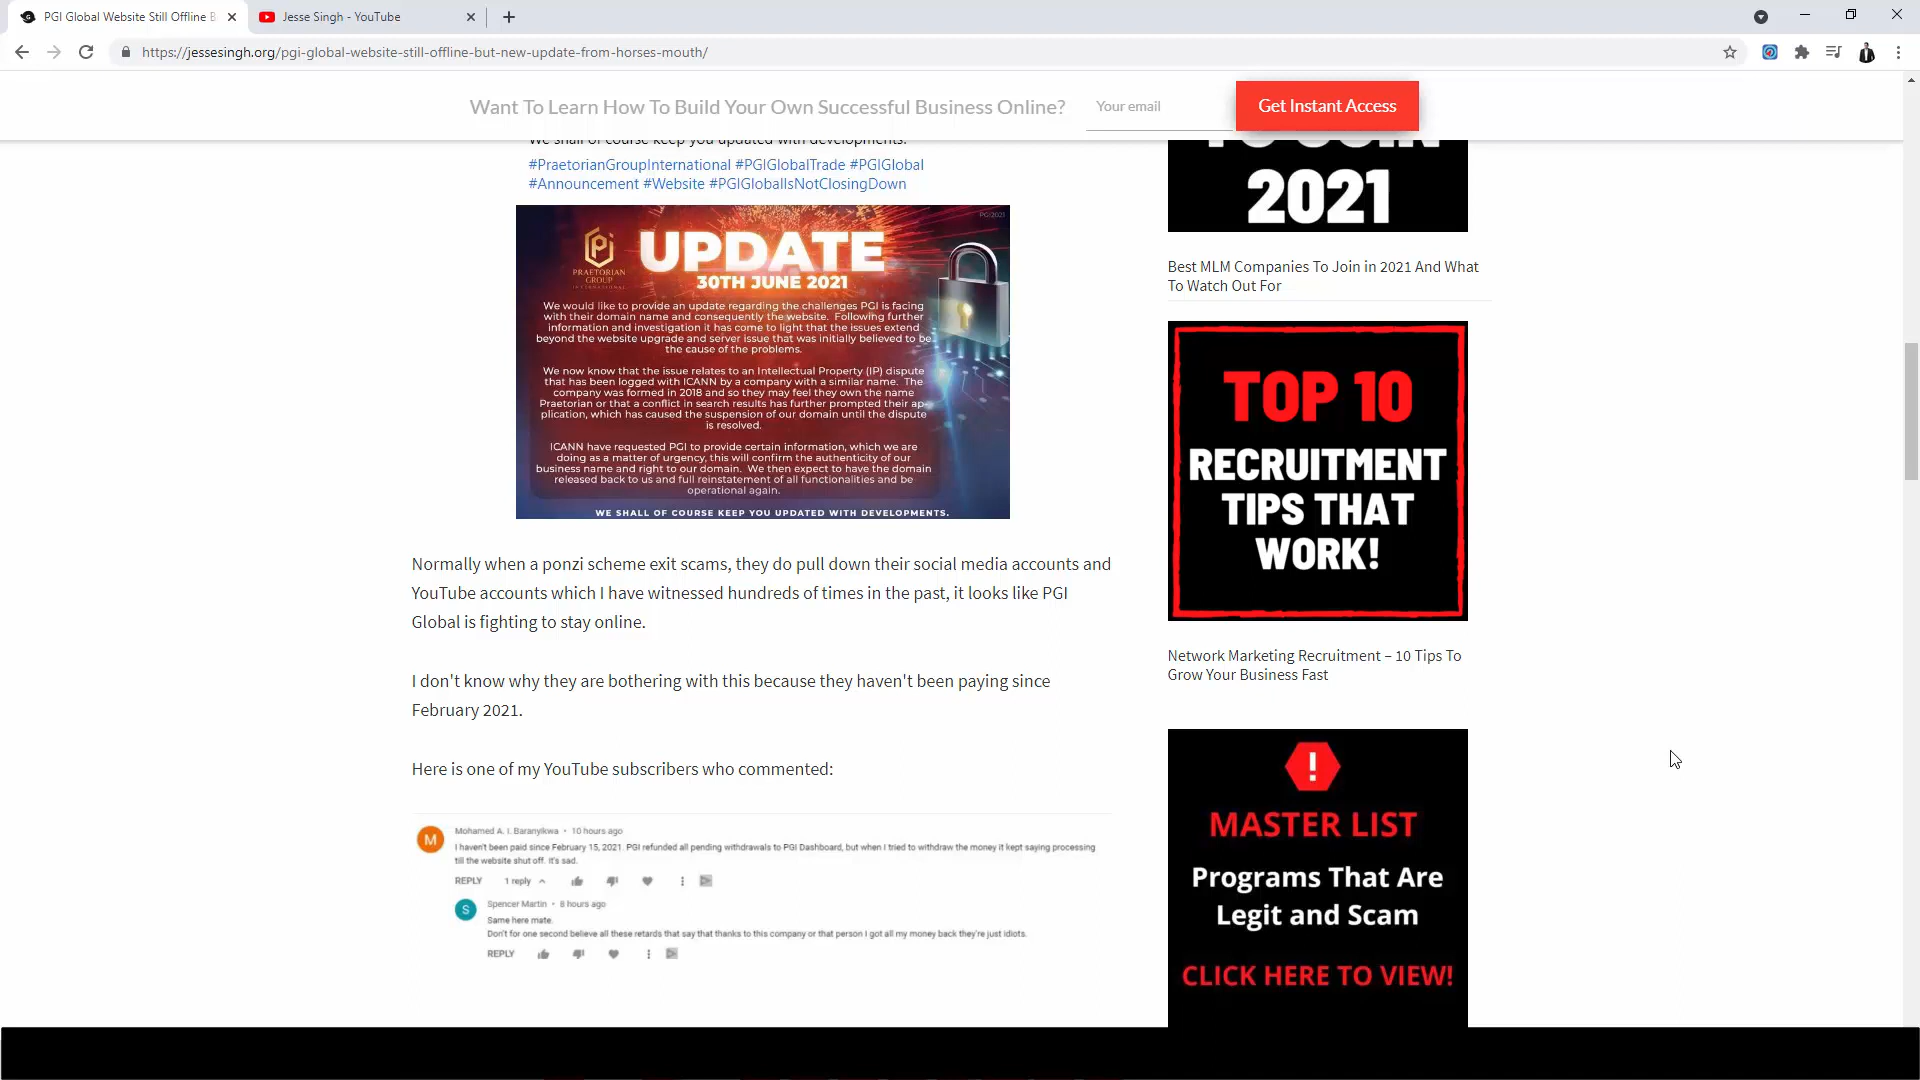 PGI Global Website Still Offline B
Jesse Singh - YouTube
https://jessesingh.org/pgi-global-website-still-offline-but-new-update-from-horses-mouth/
Want To Learn How To Build Your Own Successful Business Online?
Your email
Get Instant Access
We shall of course keep you updated with developments.
#PraetorianGroupInternational #PGIGlobalTrade #PGIGlobal
#Announcement #Website #PGIGlobalIsNotClosingDown
PGI2021
PRAETORIAN
GROUP
INTERNATIONAL
UPDATE
30TH JUNE 2021
We would like to provide an update regarding the challenges PGI is facing
with their domain name and consequently the website. Following further
information and investigation it has come to light that the issues extend
beyond the website upgrade and server issue that was initially believed to be
the cause of the problems.
We now know that the issue relates to an Intellectual Property (IP) dispute
that has been logged with ICANN by a company with a similar name. The
company was formed in 2018 and so they may feel they own the name
Praetorian or that a conflict in search results has further prompted their ap-
plication, which has caused the suspension of our domain until the dispute
is resolved.
ICANN have requested PGI to provide certain information, which we are
doing as a matter of urgency, this will confirm the authenticity of our
business name and right to our domain. We then expect to have the domain
released back to us and full reinstatement of all functionalities and be
operational again.
WE SHALL OF COURSE KEEP YOU UPDATED WITH DEVELOPMENTS.
Normally when a ponzi scheme exit scams, they do pull down their social media accounts and
YouTube accounts which I have witnessed hundreds of times in the past, it looks like PGI
Global is fighting to stay online.
I don't know why they are bothering with this because they haven't been paying since
February 2021.
Here is one of my YouTube subscribers who commented:
M
Mohamed A. I. Baranyikwa • 10 hours ago
I haven't been paid since February 15, 2021. PGI refunded all pending withdrawals to PGI Dashboard, but when I tried to withdraw the money it kept saying processing
till the website shut off. It's sad.
REPLY 1 reply
S
Spencer Martin • 8 hours ago
Same here mate.
Don't for one second believe all these retards that say that thanks to this company or that person I got all my money back they're just idiots.
REPLY
TO JOIN
2021
Best MLM Companies To Join in 2021 And What
To Watch Out For
TOP 10
RECRUITMENT
TIPS THAT
WORK!
Network Marketing Recruitment – 10 Tips To
Grow Your Business Fast
!
MASTER LIST
Programs That Are
Legit and Scam
CLICK HERE TO VIEW!